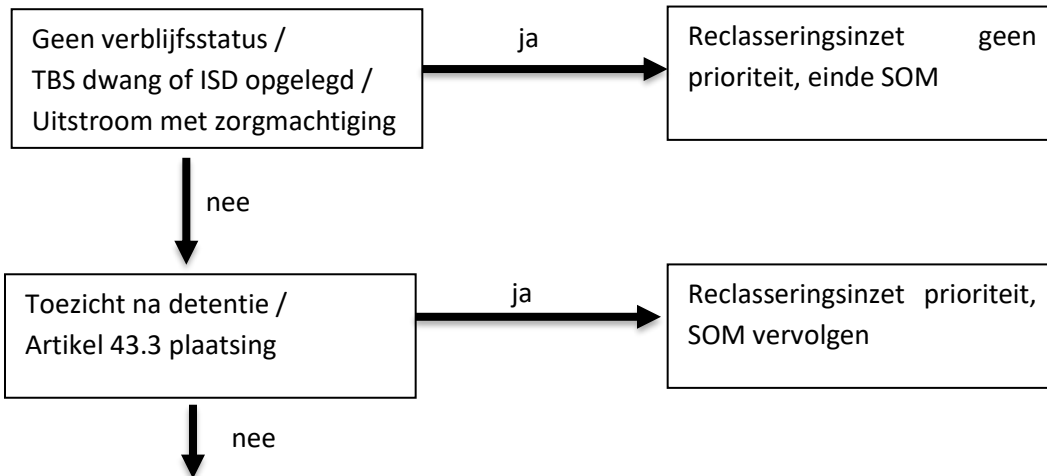 Geen verblijfsstatus /
TBS dwang of ISD opgelegd /
Uitstroom met zorgmachtiging
ja
Reclasseringsinzet geen
prioriteit, einde SOM
nee
Toezicht na detentie /
Artikel 43.3 plaatsing
ja
Reclasseringsinzet prioriteit,
SOM vervolgen
nee